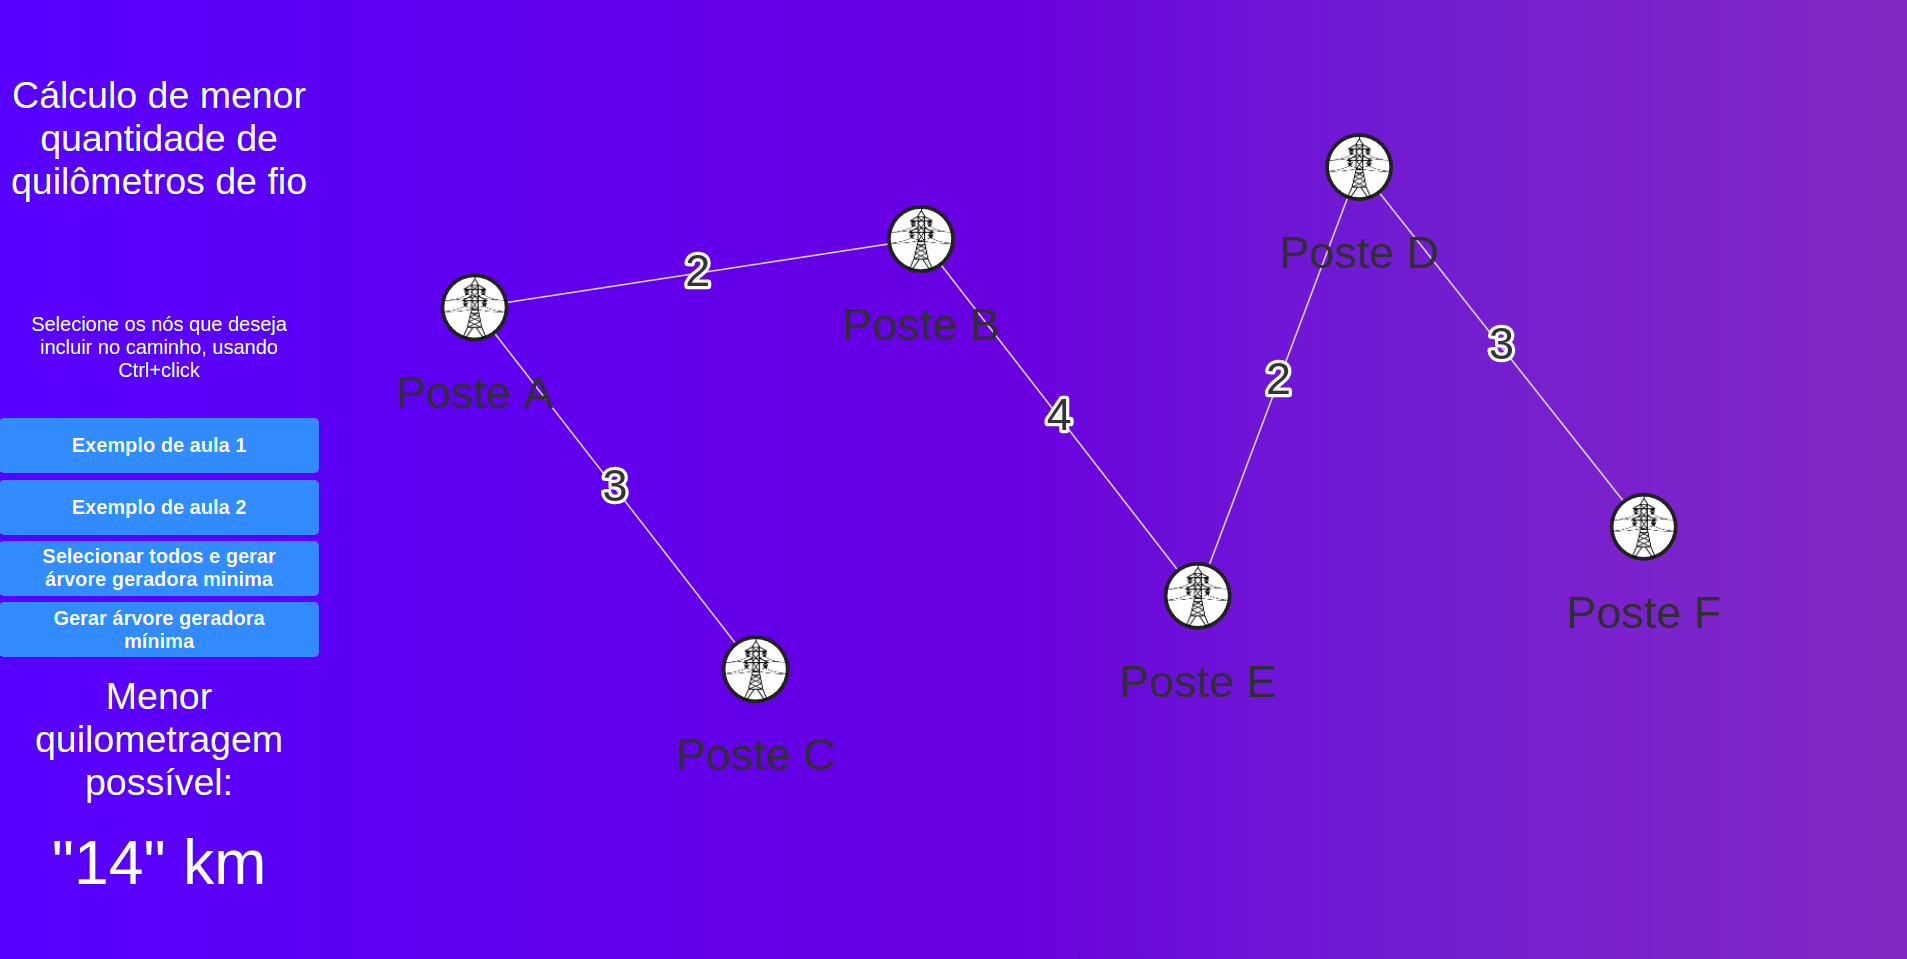 Cálculo de menor
quantidade de
quilômetros de fio
Selecione os nós que deseja
incluir no caminho, usando
Ctrl+click
Exemplo de aula 1
Exemplo de aula 2
Selecionar todos e gerar
árvore geradora minima
Gerar árvore geradora
mínima
Menor
quilometragem
possível:
"14" km
Poste A
Poste B
Poste C
Poste D
Poste E
Poste F
2
3
4
2
3